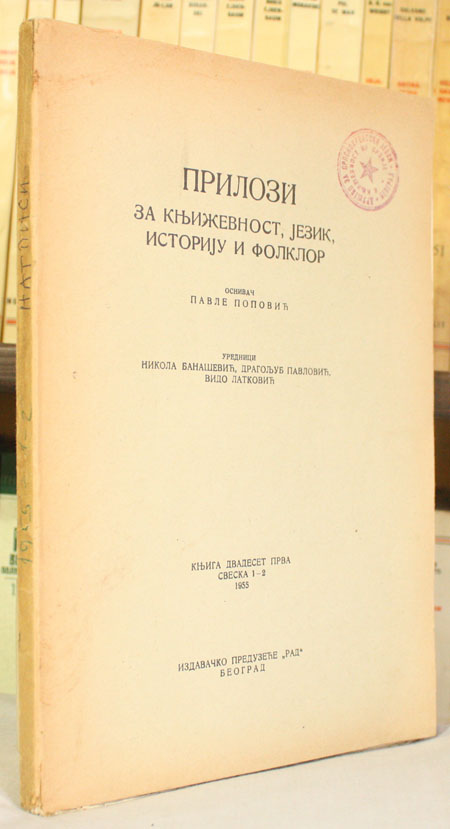 ПРИЛОЗИ
ЗА КЊИЖЕВНОСТ, ЈЕЗИК,
ИСТОРИЈУ И ФОЛКЛОР
ОСНИВАЧ
ПАВЛЕ ПОПОВИЋ
УРЕДНИЦИ
НИКОЛА БАНАШЕВИЋ, ДРАГОЉУБ ПАВЛОВИЋ,
ВИДО ЛАТКОВИЋ
КЊИГА ДВАДЕСЕТ ПРВА
СВЕСКА 1-2
1955
ИЗДАВАЧКО ПРЕДУЗЕЋЕ „РАД“
БЕОГРАД